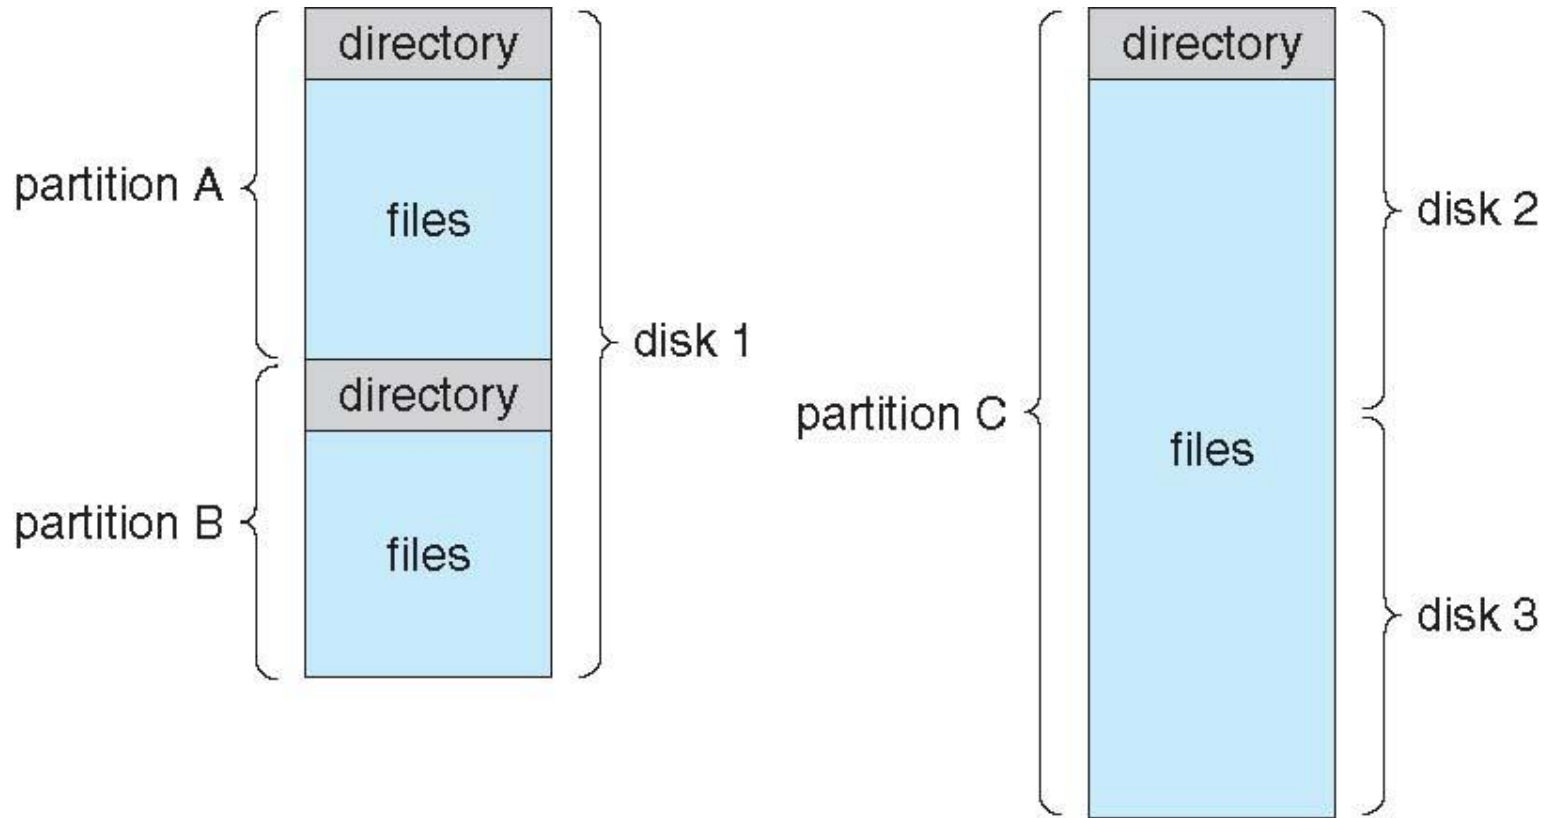 directory
partition A
files
disk 1
directory
partition B
files
directory
disk 2
partition C
files
disk 3